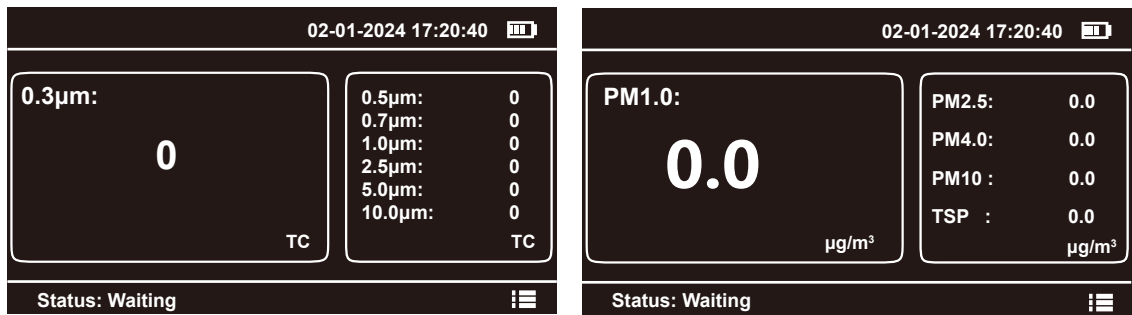 02-01-2024 17:20:40
0.3µm:
0
TC
0.5µm: 0
0.7µm: 0
1.0µm: 0
2.5µm: 0
5.0µm: 0
10.0µm: 0
TC
Status: Waiting
02-01-2024 17:20:40
PM1.0:
0.0
µg/m³
PM2.5: 0.0
PM4.0: 0.0
PM10 : 0.0
TSP : 0.0
µg/m³
Status: Waiting